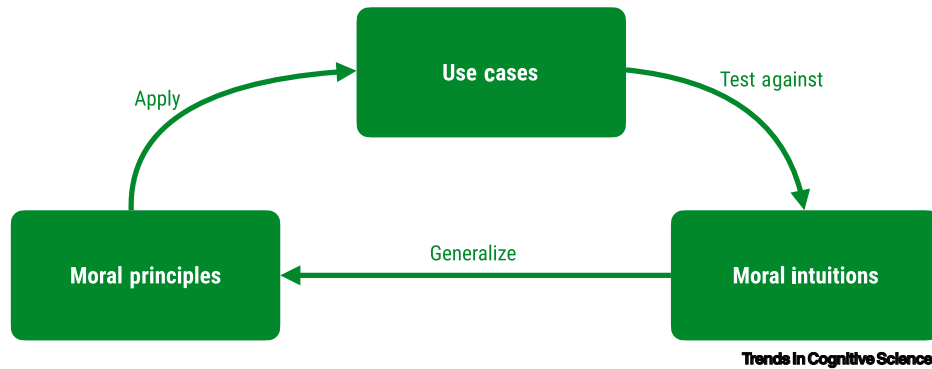 Use cases
Apply
Test against
Generalize
Moral principles
Moral intuitions
Trends in Cognitive Science